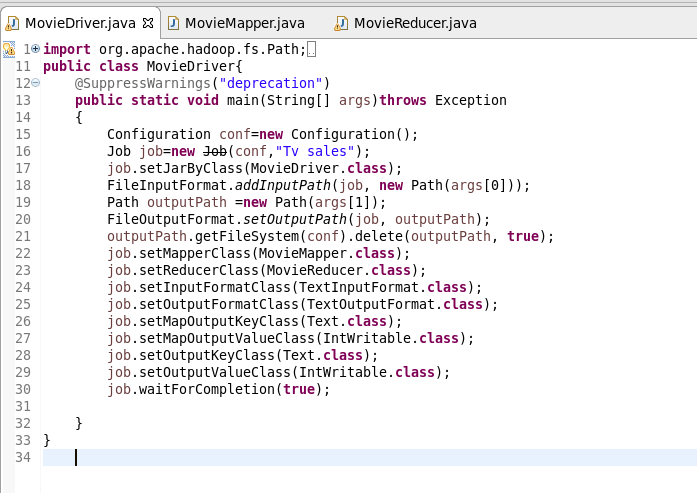 MovieDriver.java MovieMapper.java MovieReducer.java
1 import org.apache.hadoop.fs.Path;
11 public class MovieDriver{
12 @SuppressWarnings("deprecation")
13 public static void main(String[] args)throws Exception
14 {
15 Configuration conf=new Configuration();
16 Job job=new Job(conf,"Tv sales");
17 job.setJarByClass(MovieDriver.class);
18 FileInputFormat.addInputPath(job, new Path(args[0]));
19 Path outputPath =new Path(args[1]);
20 FileOutputFormat.setOutputPath(job, outputPath);
21 outputPath.getFileSystem(conf).delete(outputPath, true);
22 job.setMapperClass(MovieMapper.class);
23 job.setReducerClass(MovieReducer.class);
24 job.setInputFormatClass(TextInputFormat.class);
25 job.setOutputFormatClass(TextOutputFormat.class);
26 job.setMapOutputKeyClass(Text.class);
27 job.setMapOutputValueClass(IntWritable.class);
28 job.setOutputKeyClass(Text.class);
29 job.setOutputValueClass(IntWritable.class);
30 job.waitForCompletion(true);
31
32 }
33 }
34